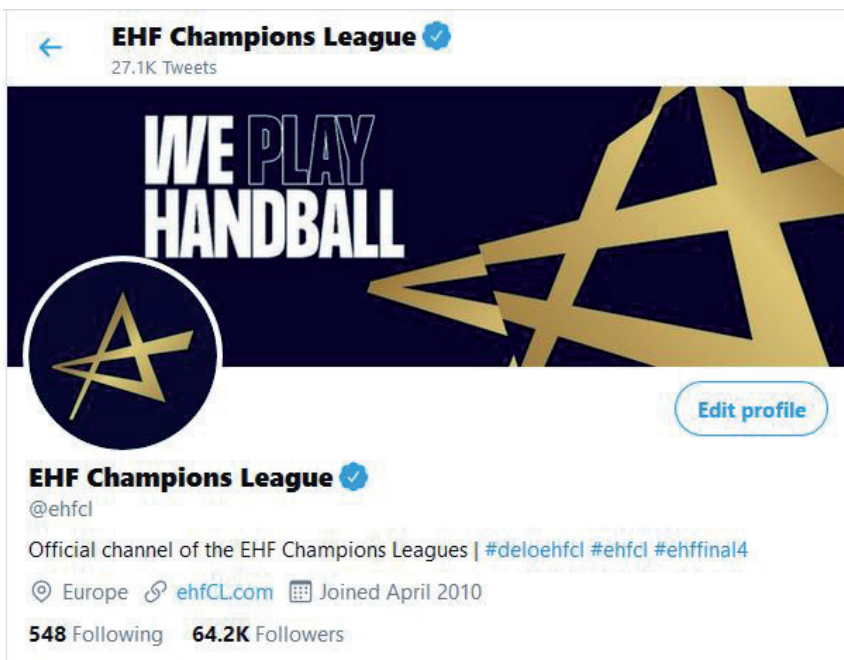 EHF Champions League
27.1K Tweets
WE PLAY
HANDBALL
Edit profile
EHF Champions League
@ehfcl
Official channel of the EHF Champions Leagues | #deloehfcl #ehfcl #ehffinal4
Europe ehfCL.com Joined April 2010
548 Following 64.2K Followers